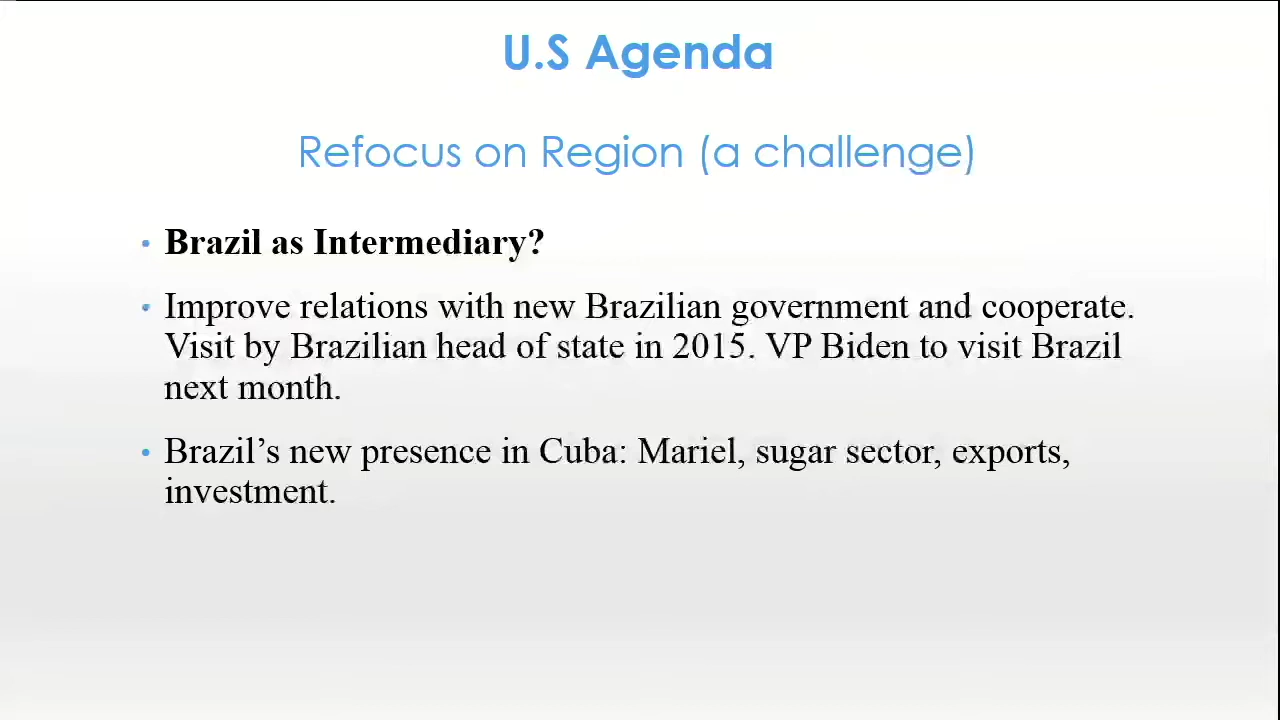 U.S Agenda
Refocus on Region (a challenge)
• Brazil as Intermediary?
• Improve relations with new Brazilian government and cooperate.
Visit by Brazilian head of state in 2015. VP Biden to visit Brazil
next month.
• Brazil’s new presence in Cuba: Mariel, sugar sector, exports,
investment.